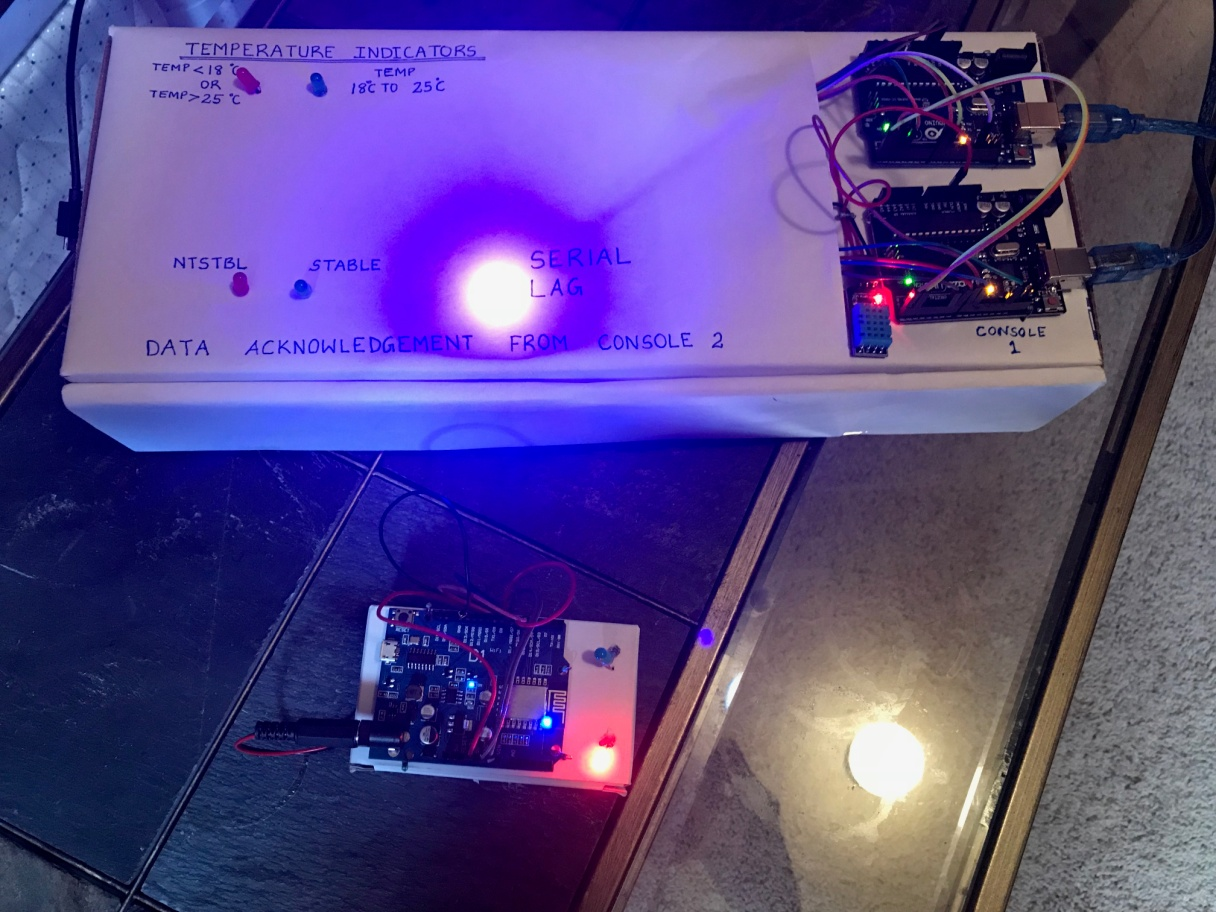 TEMPERATURE INDICATORS
TEMP < 18°C
OR
TEMP > 25°C
TEMP
18°C TO 25°C
NTSTBL
STABLE
SERIAL
LAG
DATA ACKNOWLEDGEMENT FROM CONSOLE 2
CONSOLE
1